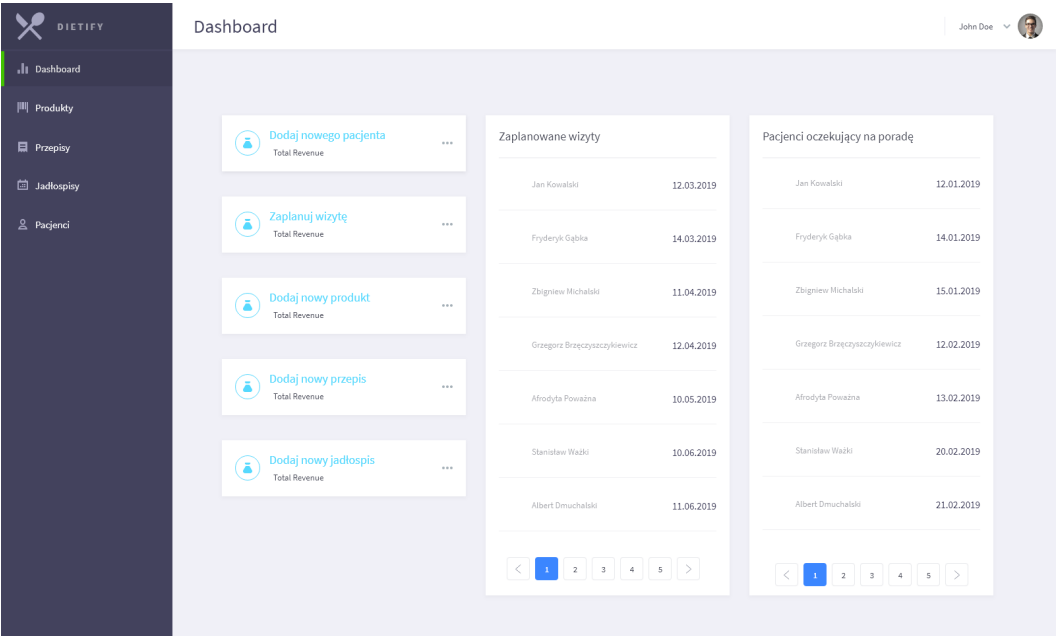 DIETIFY
Dashboard
John Doe
Dashboard
Produkty
Przepisy
Jadłospisy
Pacjenci
Dodaj nowego pacjenta
Total Revenue
Zaplanuj wizytę
Total Revenue
Dodaj nowy produkt
Total Revenue
Dodaj nowy przepis
Total Revenue
Dodaj nowy jadłospis
Total Revenue
Zaplanowane wizyty
Jan Kowalski 12.03.2019
Fryderyk Gąbka 14.03.2019
Zbigniew Michalski 11.04.2019
Grzegorz Brzęczyszczykiewicz 12.04.2019
Afrodyta Poważna 10.05.2019
Stanisław Ważki 10.06.2019
Albert Dmuchalski 11.06.2019
< 1 2 3 4 5 >
Pacjenci oczekujący na poradę
Jan Kowalski 12.01.2019
Fryderyk Gąbka 14.01.2019
Zbigniew Michalski 15.01.2019
Grzegorz Brzęczyszczykiewicz 12.02.2019
Afrodyta Poważna 13.02.2019
Stanisław Ważki 20.02.2019
Albert Dmuchalski 21.02.2019
< 1 2 3 4 5 >